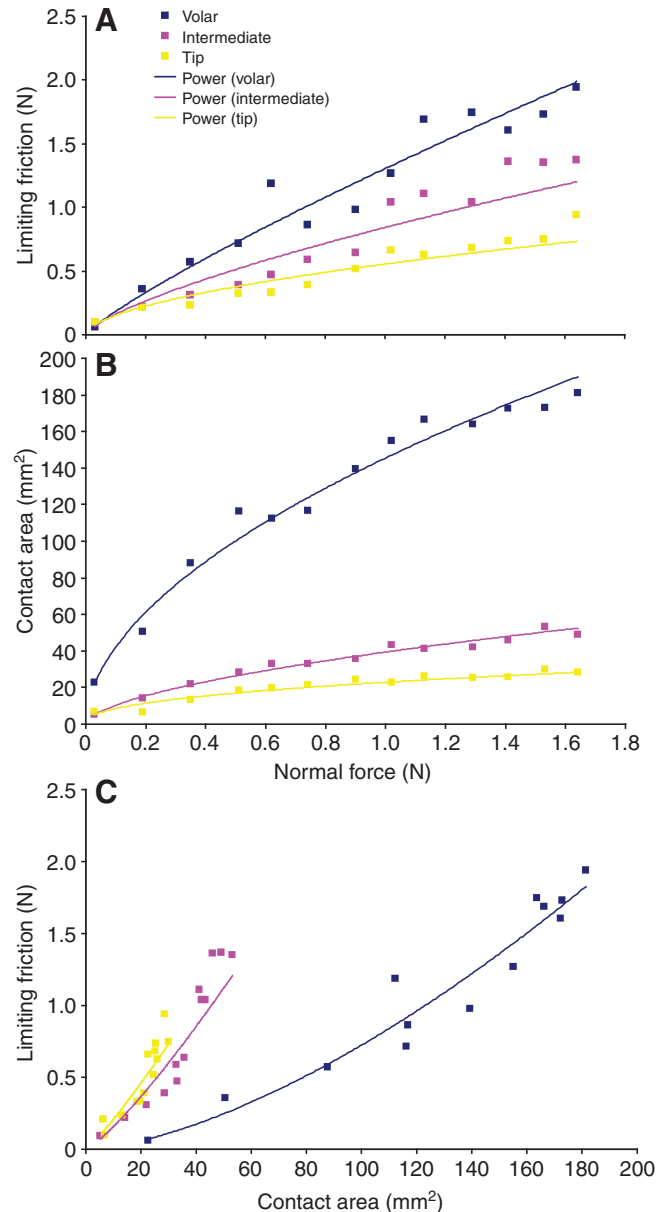 A
Volar
Intermediate
Tip
Power (volar)
Power (intermediate)
Power (tip)
Limiting friction (N)
2.5
2.0
1.5
1.0
0.5
0
B
Contact area (mm²)
200
180
160
140
120
100
80
60
40
20
0
0 0.2 0.4 0.6 0.8 1.0 1.2 1.4 1.6 1.8
Normal force (N)
C
Limiting friction (N)
2.5
2.0
1.5
1.0
0.5
0
0 20 40 60 80 100 120 140 160 180 200
Contact area (mm²)